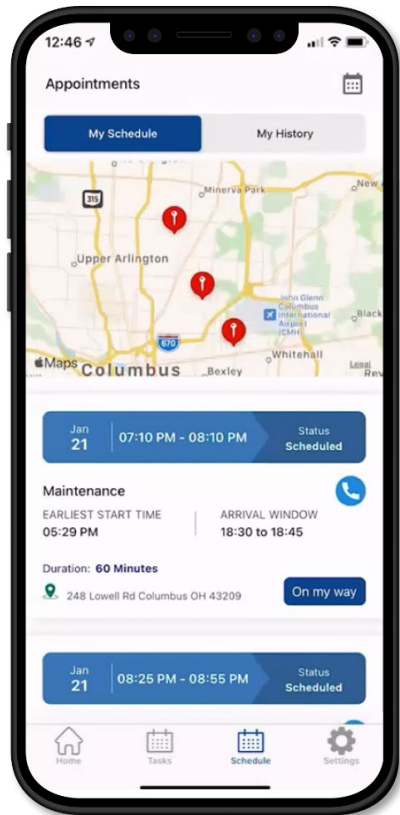 12:46
Appointments
My Schedule
My History
315
Minerva Park
New
Upper Arlington
John Glenn
Columbus
International
Airport
(CMH)
Black
670
Whitehall
Maps
Columbus
Bexley
Legal
Rey
Jan
21
07:10 PM - 08:10 PM
Status
Scheduled
Maintenance
EARLIEST START TIME
05:29 PM
ARRIVAL WINDOW
18:30 to 18:45
Duration: 60 Minutes
248 Lowell Rd Columbus OH 43209
On my way
Jan
21
08:25 PM - 08:55 PM
Status
Scheduled
Home
Tasks
Schedule
Settings